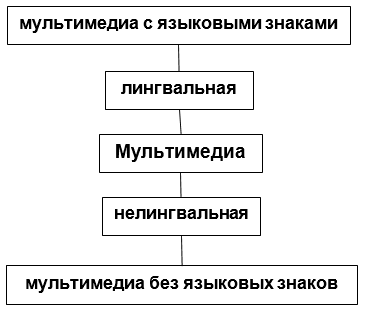 мультимедиа с языковыми знаками
лингвальная
Мультимедиа
нелингвальная
мультимедиа без языковых знаков